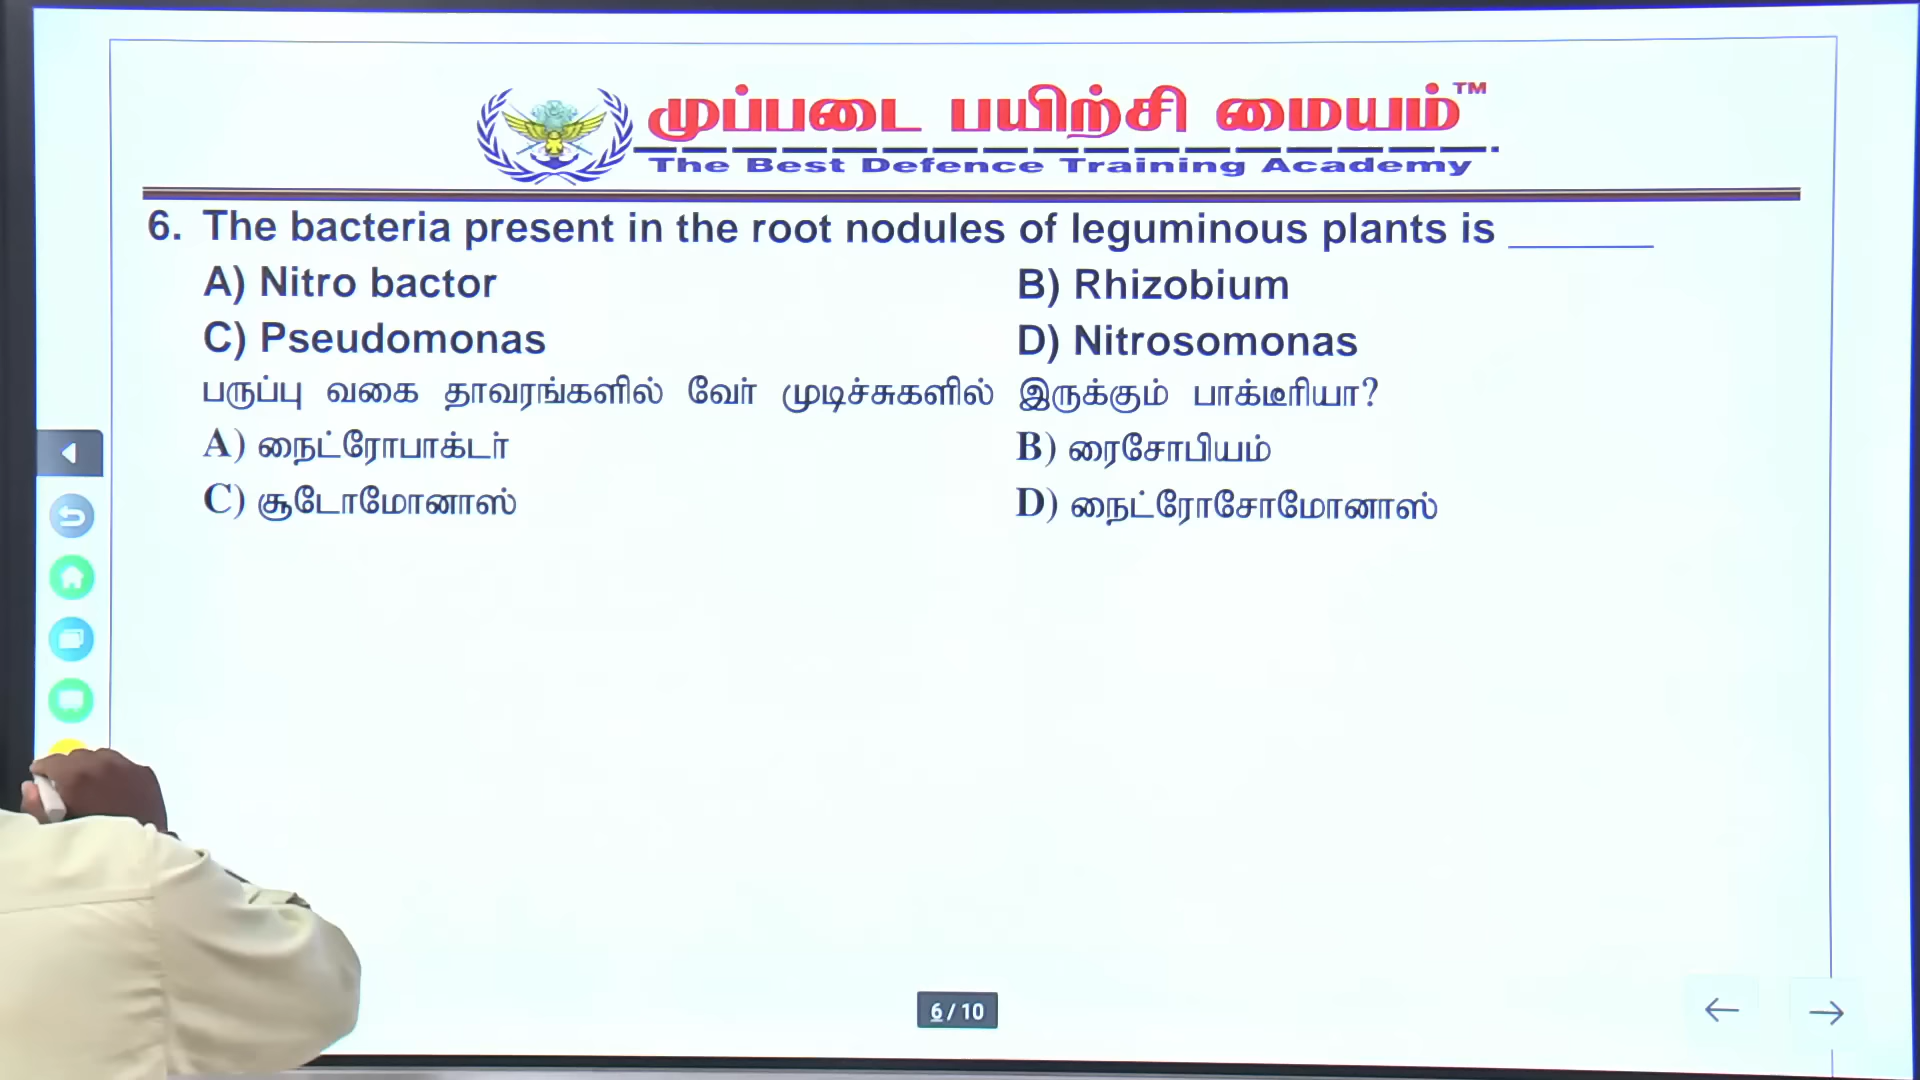 முப்படை பயிற்சி மையம்™
The Best Defence Training Academy
6. The bacteria present in the root nodules of leguminous plants is ______
A) Nitro bactor B) Rhizobium
C) Pseudomonas D) Nitrosomonas
பருப்பு வகை தாவரங்களில் வேர் முடிச்சுகளில் இருக்கும் பாக்டீரியா?
A) நைட்ரோபாக்டர் B) ரைசோபியம்
C) சூடோமோனாஸ் D) நைட்ரோசோமோனாஸ்
6 / 10